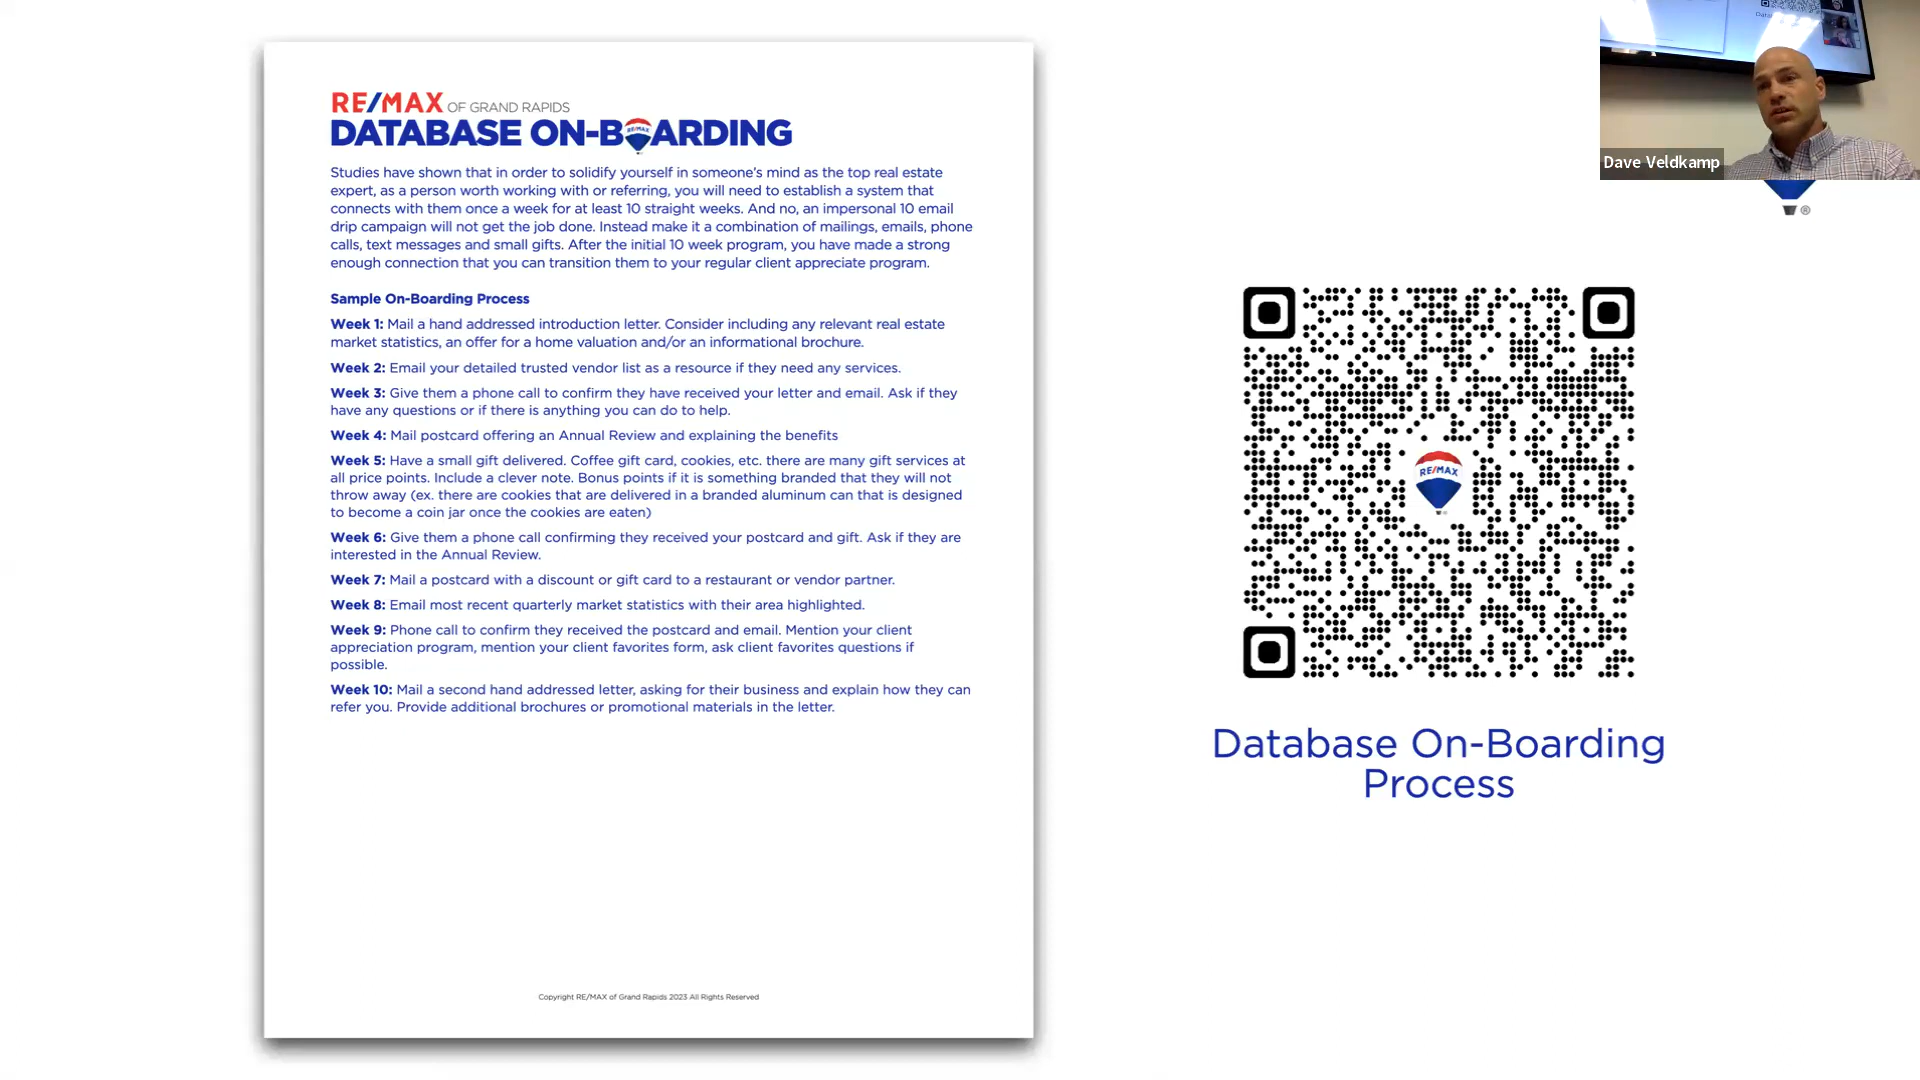 RE/MAX OF GRAND RAPIDS
DATABASE ON-BOARDING
Studies have shown that in order to solidify yourself in someone's mind as the top real estate
expert, as a person worth working with or referring, you will need to establish a system that
connects with them once a week for at least 10 straight weeks. And no, an impersonal 10 email
drip campaign will not get the job done. Instead make it a combination of mailings, emails, phone
calls, text messages and small gifts. After the initial 10 week program, you have made a strong
enough connection that you can transition them to your regular client appreciate program.
Sample On-Boarding Process
Week 1: Mail a hand addressed introduction letter. Consider including any relevant real estate
market statistics, an offer for a home valuation and/or an informational brochure.
Week 2: Email your detailed trusted vendor list as a resource if they need any services.
Week 3: Give them a phone call to confirm they have received your letter and email. Ask if they
have any questions or if there is anything you can do to help.
Week 4: Mail postcard offering an Annual Review and explaining the benefits
Week 5: Have a small gift delivered. Coffee gift card, cookies, etc. there are many gift services at
all price points. Include a clever note. Bonus points if it is something branded that they will not
throw away (ex. there are cookies that are delivered in a branded aluminum can that is designed
to become a coin jar once the cookies are eaten)
Week 6: Give them a phone call confirming they received your postcard and gift. Ask if they are
interested in the Annual Review.
Week 7: Mail a postcard with a discount or gift card to a restaurant or vendor partner.
Week 8: Email most recent quarterly market statistics with their area highlighted.
Week 9: Phone call to confirm they received the postcard and email. Mention your client
appreciation program, mention your client favorites form, ask client favorites questions if
possible.
Week 10: Mail a second hand addressed letter, asking for their business and explain how they can
refer you. Provide additional brochures or promotional materials in the letter.
Copyright RE/MAX of Grand Rapids 2023 All Rights Reserved
Dave Veldkamp
®
RE/MAX
Database On-Boarding
Process